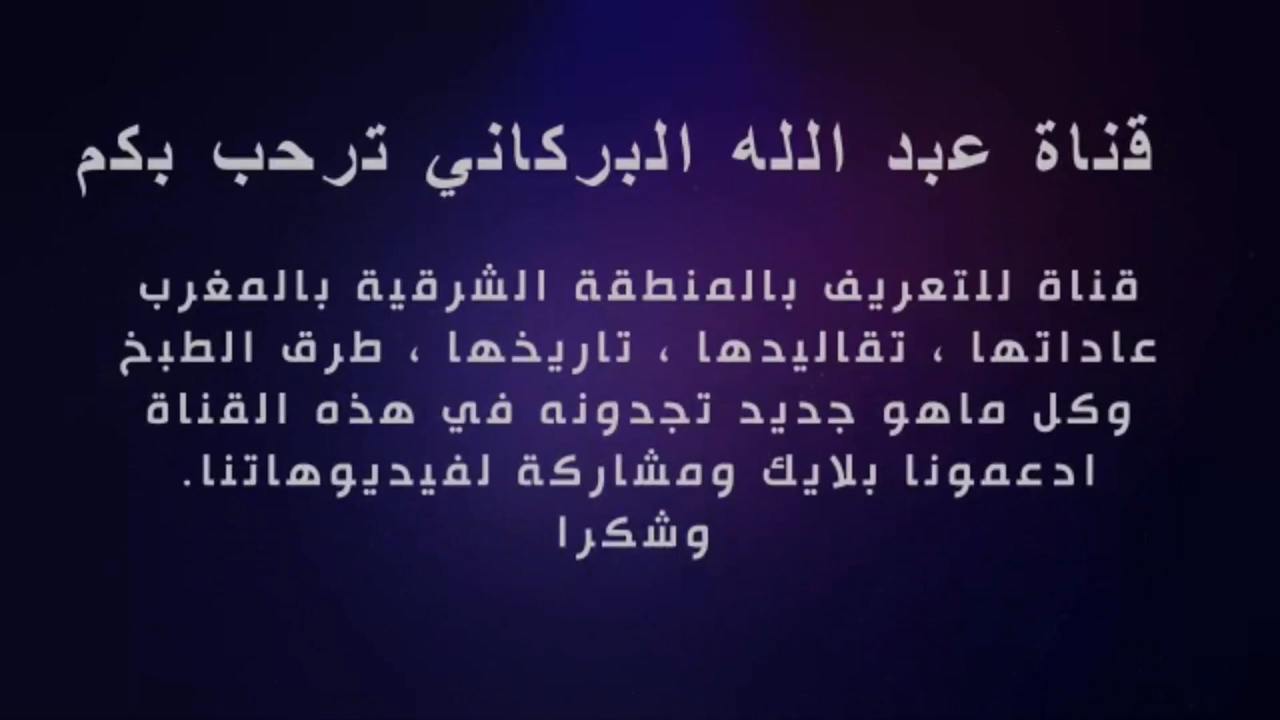 قناة عبد الله البركاني ترحب بكم
قناة للتعريف بالمنطقة الشرقية بالمغرب
عاداتها ، تقاليدها ، تاريخها ، طرق الطبخ
وكل ماهو جديد تجدونه في هذه القناة
ادعمونا بلايك ومشاركة لفيديوهاتنا.
وشكرا